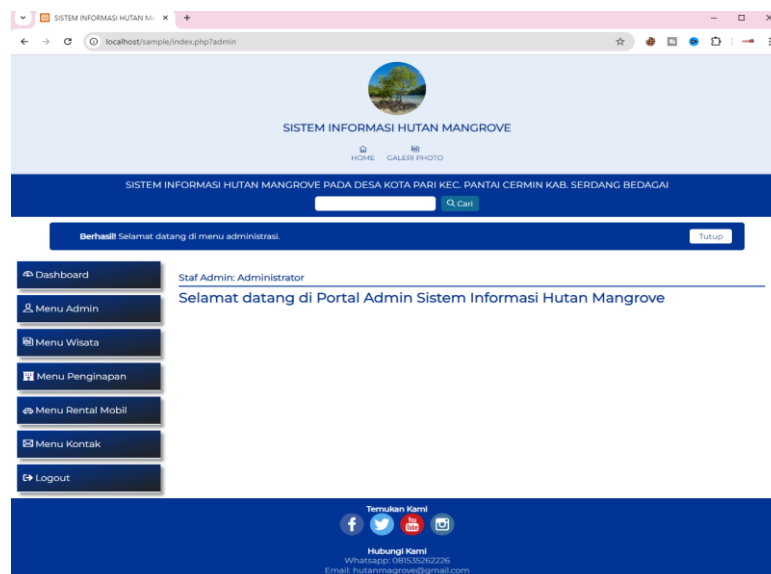 SISTEM INFORMASI HUTAN MA
localhost/sample/index.php?admin
SISTEM INFORMASI HUTAN MANGROVE
HOME GALERI PHOTO
SISTEM INFORMASI HUTAN MANGROVE PADA DESA KOTA PARI KEC. PANTAI CERMIN KAB. SERDANG BEDAGAI
Cari
Berhasil! Selamat datang di menu administrasi.
Tutup
Dashboard
Menu Admin
Menu Wisata
Menu Penginapan
Menu Rental Mobil
Menu Kontak
Logout
Staf Admin: Administrator
Selamat datang di Portal Admin Sistem Informasi Hutan Mangrove
Temukan Kami
You Tube
Hubungi Kami
Whatsapp: 081535262226
Email: hutanmagrove@gmail.com